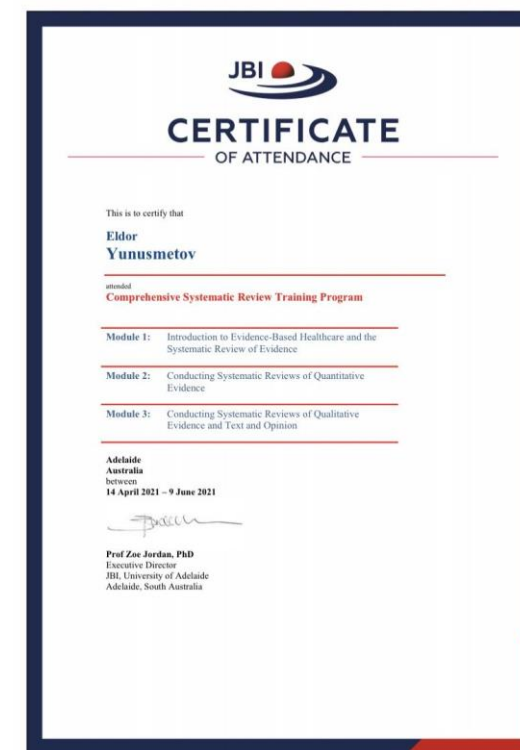 JBI
CERTIFICATE
OF ATTENDANCE
This is to certify that
Eldor
Yunusmetov
attended
Comprehensive Systematic Review Training Program
Module 1: Introduction to Evidence-Based Healthcare and the
Systematic Review of Evidence
Module 2: Conducting Systematic Reviews of Quantitative
Evidence
Module 3: Conducting Systematic Reviews of Qualitative
Evidence and Text and Opinion
Adelaide
Australia
between
14 April 2021 – 9 June 2021
Prof Zoe Jordan, PhD
Executive Director
JBI, University of Adelaide
Adelaide, South Australia